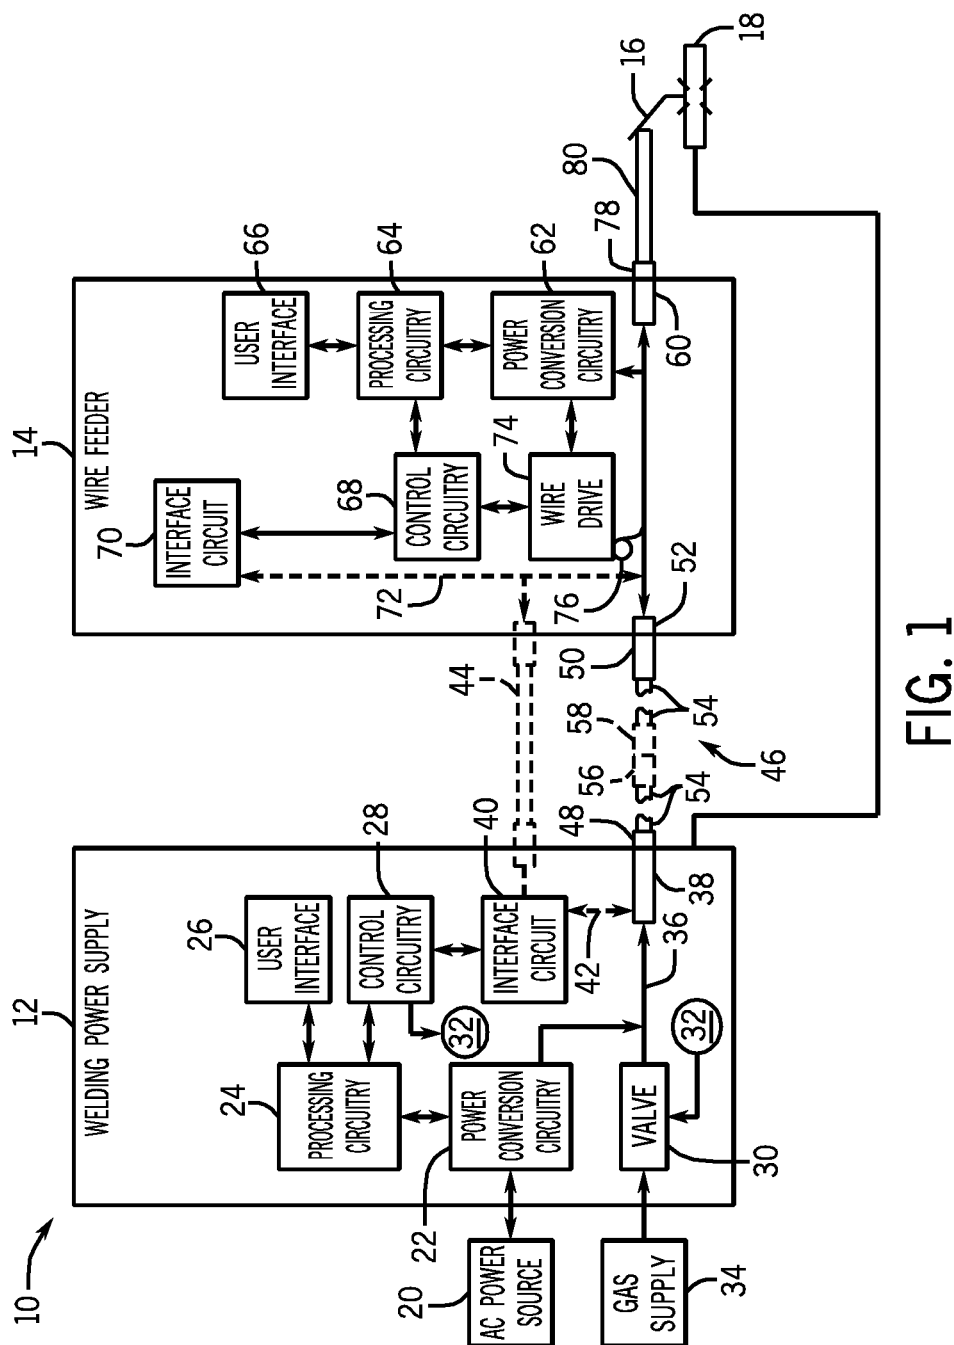 10
12
WELDING POWER SUPPLY
14
WIRE FEEDER
26
USER
INTERFACE
28
CONTROL
CIRCUITRY
40
INTERFACE
CIRCUIT
24
PROCESSING
CIRCUITRY
22
POWER
CONVERSION
CIRCUITRY
32
42
20
AC POWER
SOURCE
34
GAS
SUPPLY
30
VALVE
32
36
38
48
44
54
56
58
54
46
50
52
70
INTERFACE
CIRCUIT
72
68
CONTROL
CIRCUITRY
74
WIRE
DRIVE
76
66
USER
INTERFACE
64
PROCESSING
CIRCUITRY
62
POWER
CONVERSION
CIRCUITRY
60
78
80
16
18
FIG. 1